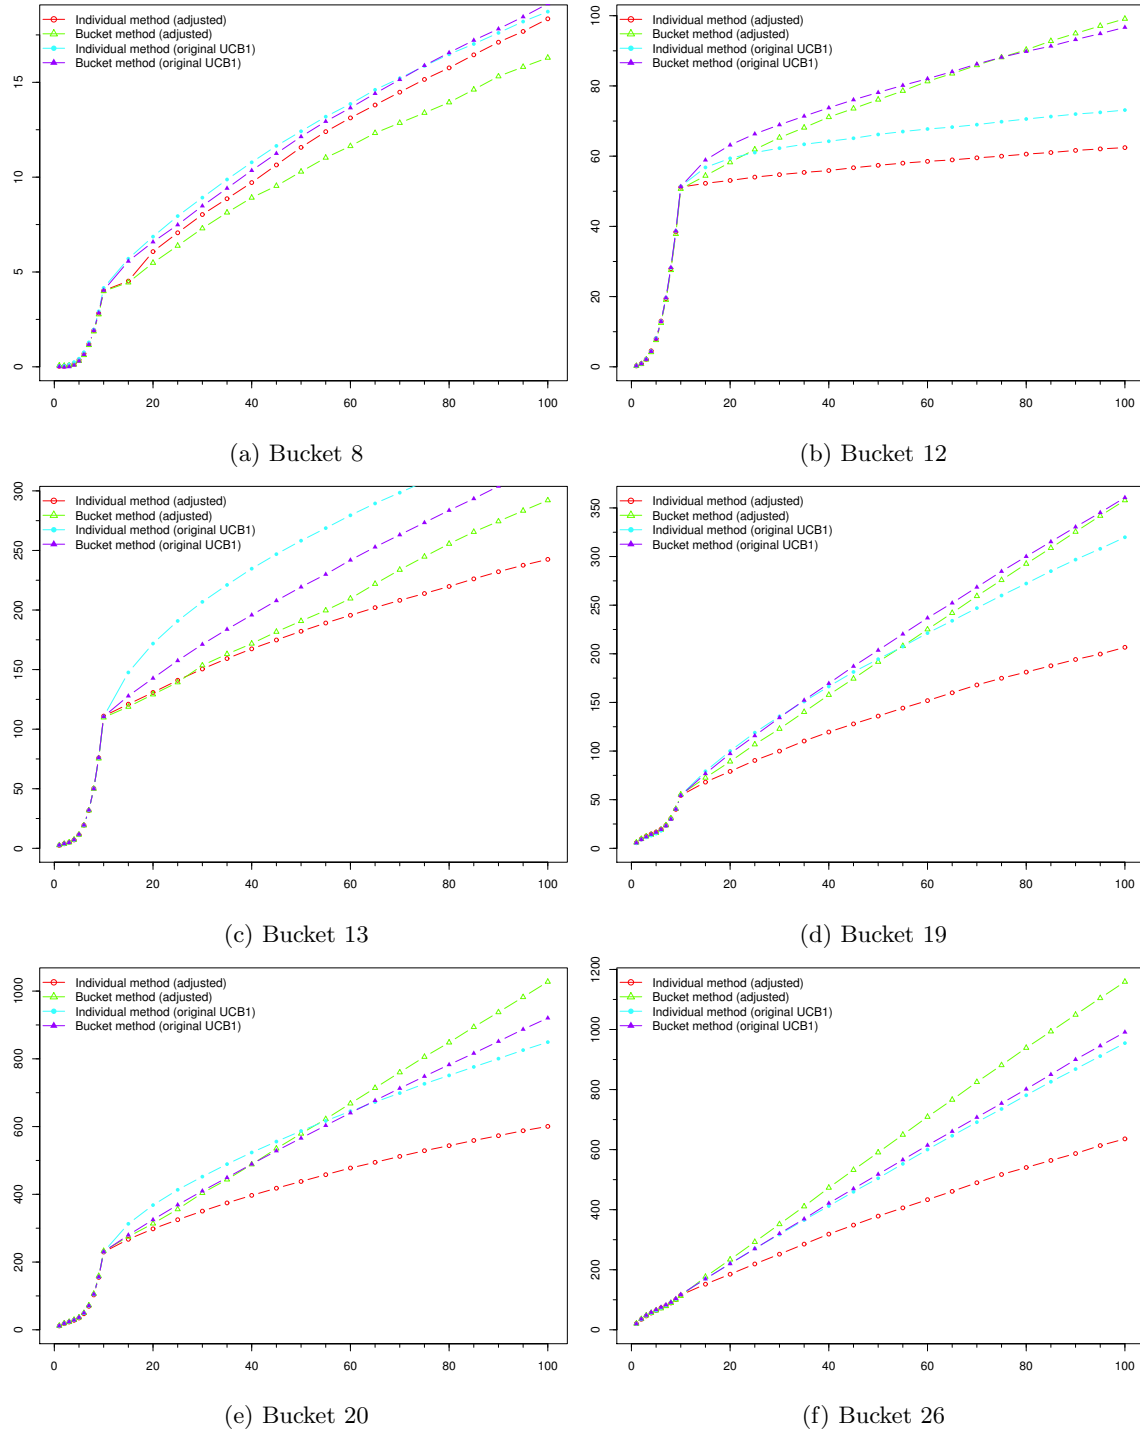 Individual method (adjusted)
Bucket method (adjusted)
Individual method (original UCB1)
Bucket method (original UCB1)
0
5
10
15
0 20 40 60 80 100
(a) Bucket 8
Individual method (adjusted)
Bucket method (adjusted)
Individual method (original UCB1)
Bucket method (original UCB1)
0
20
40
60
80
100
0 20 40 60 80 100
(b) Bucket 12
Individual method (adjusted)
Bucket method (adjusted)
Individual method (original UCB1)
Bucket method (original UCB1)
0
50
100
150
200
250
300
0 20 40 60 80 100
(c) Bucket 13
Individual method (adjusted)
Bucket method (adjusted)
Individual method (original UCB1)
Bucket method (original UCB1)
0
50
100
150
200
250
300
350
0 20 40 60 80 100
(d) Bucket 19
Individual method (adjusted)
Bucket method (adjusted)
Individual method (original UCB1)
Bucket method (original UCB1)
0
200
400
600
800
1000
0 20 40 60 80 100
(e) Bucket 20
Individual method (adjusted)
Bucket method (adjusted)
Individual method (original UCB1)
Bucket method (original UCB1)
0
200
400
600
800
1000
1200
0 20 40 60 80 100
(f) Bucket 26